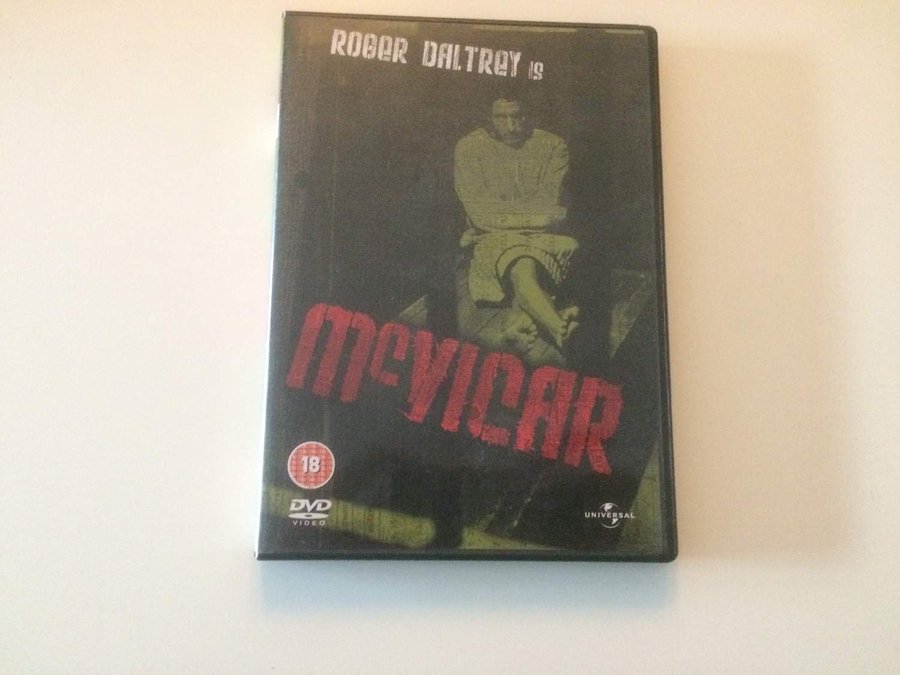 ROGER DALTREY IS
McVICAR
18
DVD
VIDEO
UNIVERSAL